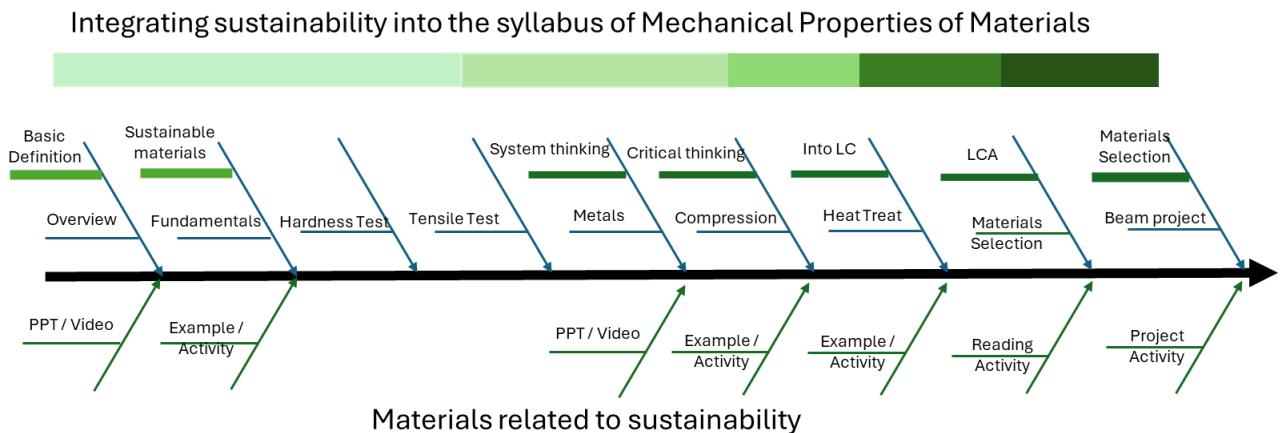 Integrating sustainability into the syllabus of Mechanical Properties of Materials
Basic
Definition
Sustainable
materials
System thinking
Critical thinking
Into LC
LCA
Materials
Selection
Overview
Fundamentals
Hardness Test
Tensile Test
Metals
Compression
Heat Treat
Materials
Selection
Beam project
PPT / Video
Example /
Activity
PPT / Video
Example /
Activity
Example /
Activity
Reading
Activity
Project
Activity
Materials related to sustainability